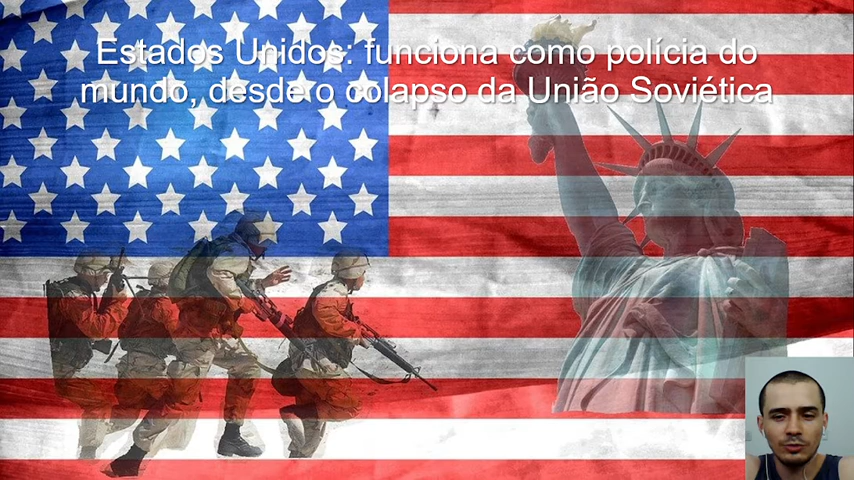 Estados Unidos: funciona como polícia do
mundo, desde o colapso da União Soviética